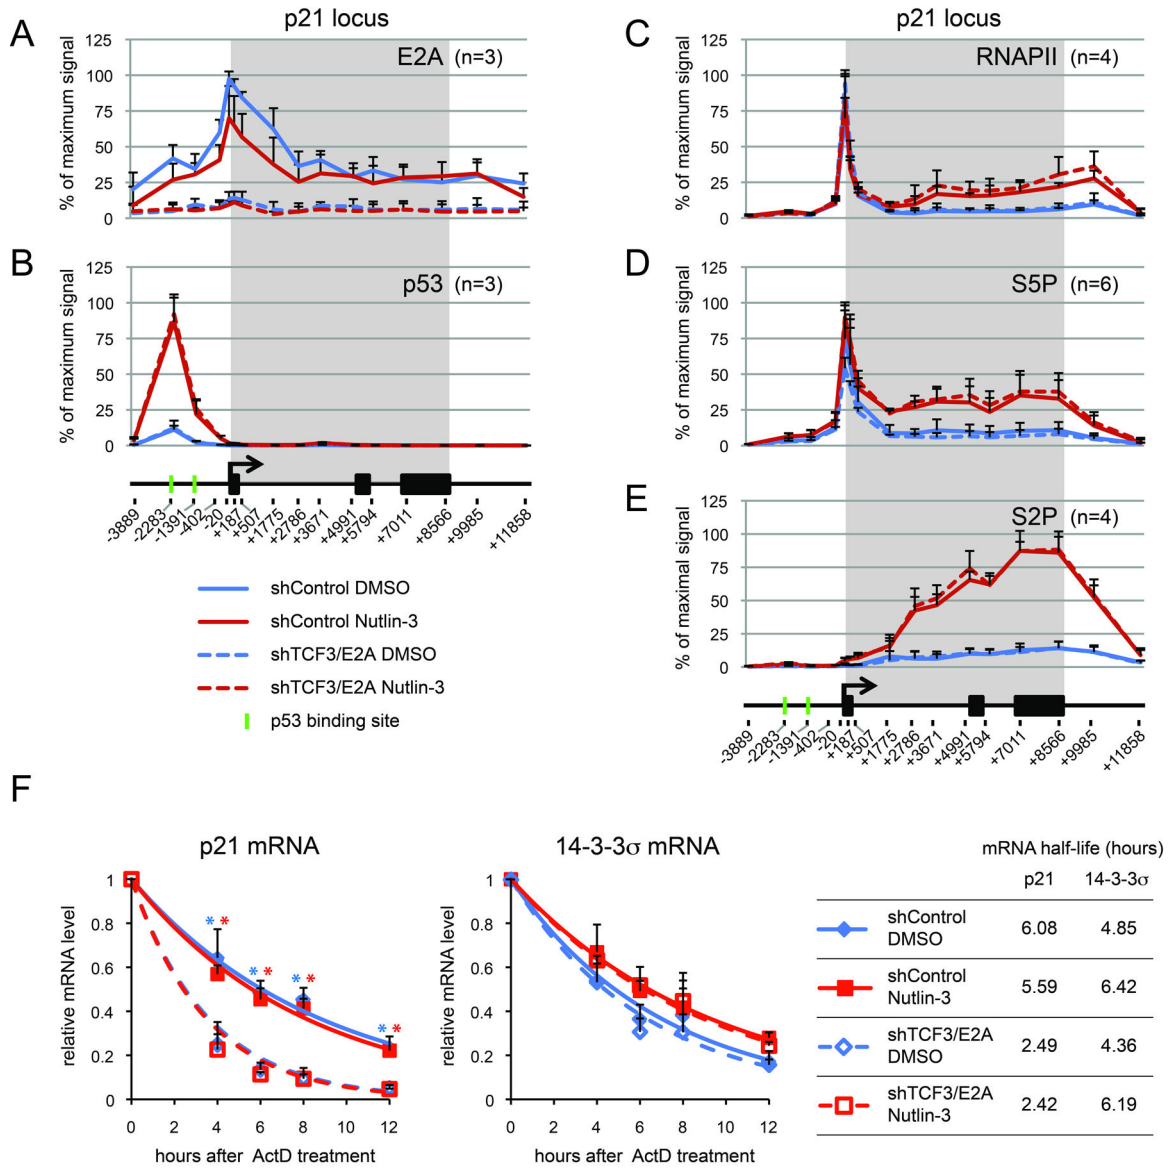 A
p21 locus
E2A (n=3)
% of maximum signal
125
100
75
50
25
0
B
p53 (n=3)
% of maximum signal
125
100
75
50
25
0
-3889
-2283
-1391
-402
-20
+187
+507
+1775
+2786
+3671
+4991
+5794
+7011
+8566
+9985
+11858
shControl DMSO
shControl Nutlin-3
shTCF3/E2A DMSO
shTCF3/E2A Nutlin-3
p53 binding site
C
p21 locus
RNAPII (n=4)
% of maximum signal
125
100
75
50
25
0
D
S5P (n=6)
% of maximum signal
125
100
75
50
25
0
E
S2P (n=4)
% of maximal signal
125
100
75
50
25
0
-3889
-2283
-1391
-402
-20
+187
+507
+1775
+2786
+3671
+4991
+5794
+7011
+8566
+9985
+11858
F
p21 mRNA
relative mRNA level
1
0.8
0.6
0.4
0.2
0
* *
* *
* *
* *
0 2 4 6 8 10 12
hours after ActD treatment
14-3-3σ mRNA
relative mRNA level
1
0.8
0.6
0.4
0.2
0
0 2 4 6 8 10 12
hours after ActD treatment
mRNA half-life (hours)
p21 14-3-3σ
shControl
DMSO 6.08 4.85
shControl
Nutlin-3 5.59 6.42
shTCF3/E2A
DMSO 2.49 4.36
shTCF3/E2A
Nutlin-3 2.42 6.19